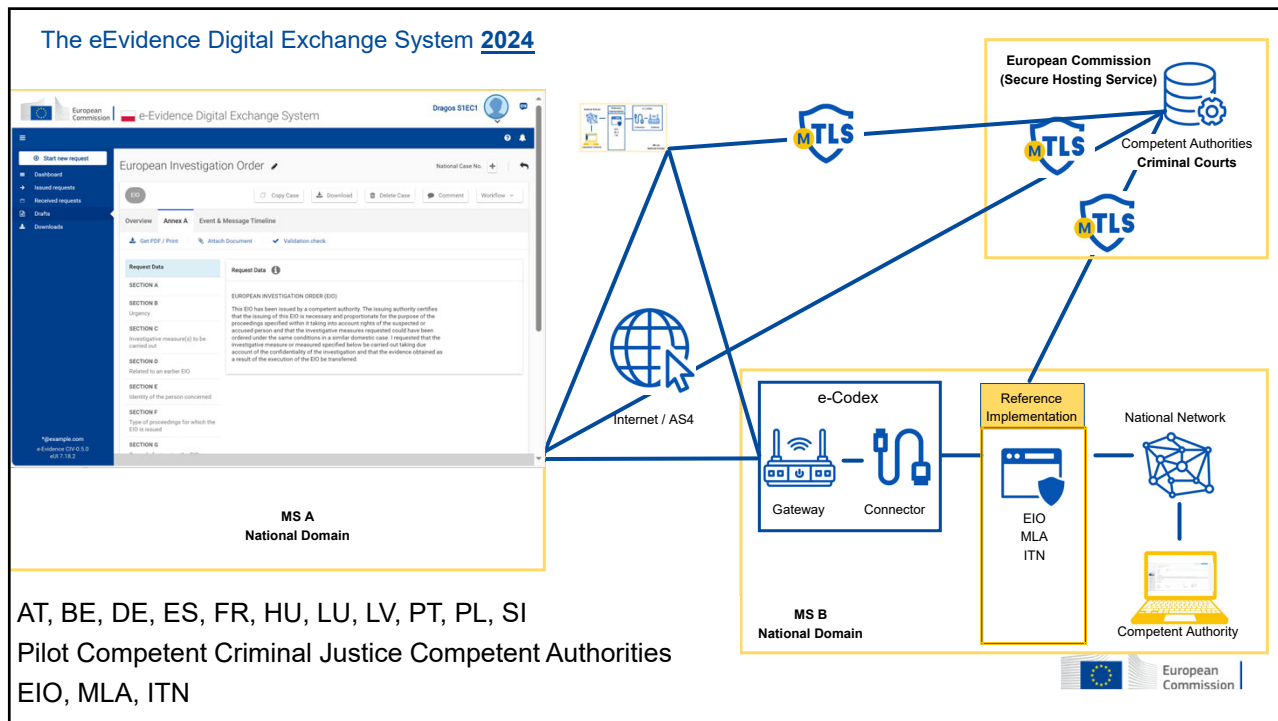 The eEvidence Digital Exchange System 2024
European
Commission
e-Evidence Digital Exchange System
Dragos S1EC1
Start new request
Dashboard
Issued requests
Received requests
Drafts
Downloads
*@example.com
e-Evidence CIV-0.5.0
eUI 7.18.2
European Investigation Order
National Case No.
EIO
Copy Case
Download
Delete Case
Comment
Workflow
Overview
Annex A
Event & Message Timeline
Get PDF / Print
Attach Document
Validation check
Request Data
SECTION A
SECTION B
Urgency
SECTION C
Investigative measure(s) to be
carried out
SECTION D
Related to an earlier EIO
SECTION E
Identity of the person concerned
SECTION F
Type of proceedings for which the
EIO is issued
SECTION G
Request Data
EUROPEAN INVESTIGATION ORDER (EIO)
This EIO has been issued by a competent authority. The issuing authority certifies
that the issuing of this EIO is necessary and proportionate for the purpose of the
proceedings specified within it taking into account rights of the suspected or
accused person and that the investigative measures requested could have been
ordered under the same conditions in a similar domestic case. I requested that the
investigative measure or measured specified below be carried out taking due
account of the confidentiality of the investigation and that the evidence obtained as
a result of the execution of the EIO be transferred.
MS A
National Domain
MTLS
MTLS
MTLS
European Commission
(Secure Hosting Service)
Competent Authorities
Criminal Courts
Internet / AS4
e-Codex
Gateway
Connector
Reference
Implementation
EIO
MLA
ITN
National Network
Competent Authority
MS B
National Domain
AT, BE, DE, ES, FR, HU, LU, LV, PT, PL, SI
Pilot Competent Criminal Justice Competent Authorities
EIO, MLA, ITN
European
Commission